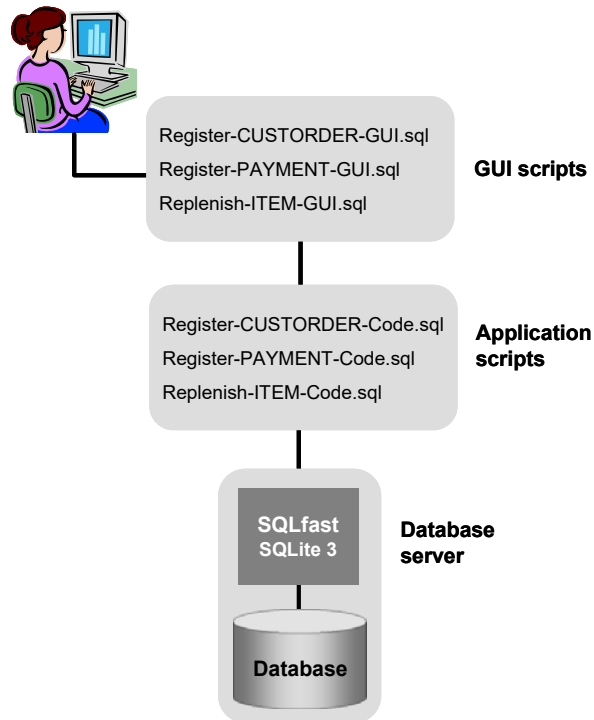 Register-CUSTORDER-GUI.sql
Register-PAYMENT-GUI.sql
Replenish-ITEM-GUI.sql
GUI scripts
Register-CUSTORDER-Code.sql
Register-PAYMENT-Code.sql
Replenish-ITEM-Code.sql
Application
scripts
SQLfast
SQLite 3
Database
server
Database